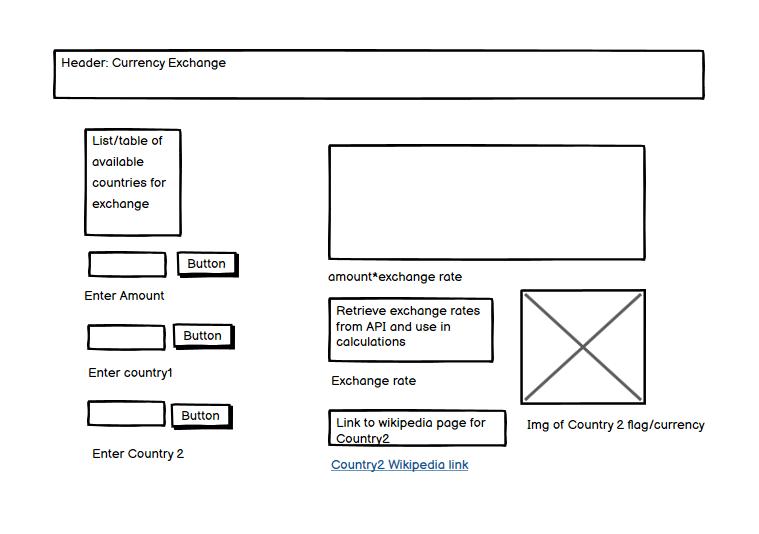 Header: Currency Exchange
List/table of
available
countries for
exchange
Button
Enter Amount
Button
Enter country1
Button
Enter Country 2
amount*exchange rate
Retrieve exchange rates
from API and use in
calculations
Exchange rate
Link to wikipedia page for
Country2
Country2 Wikipedia link
Img of Country 2 flag/currency